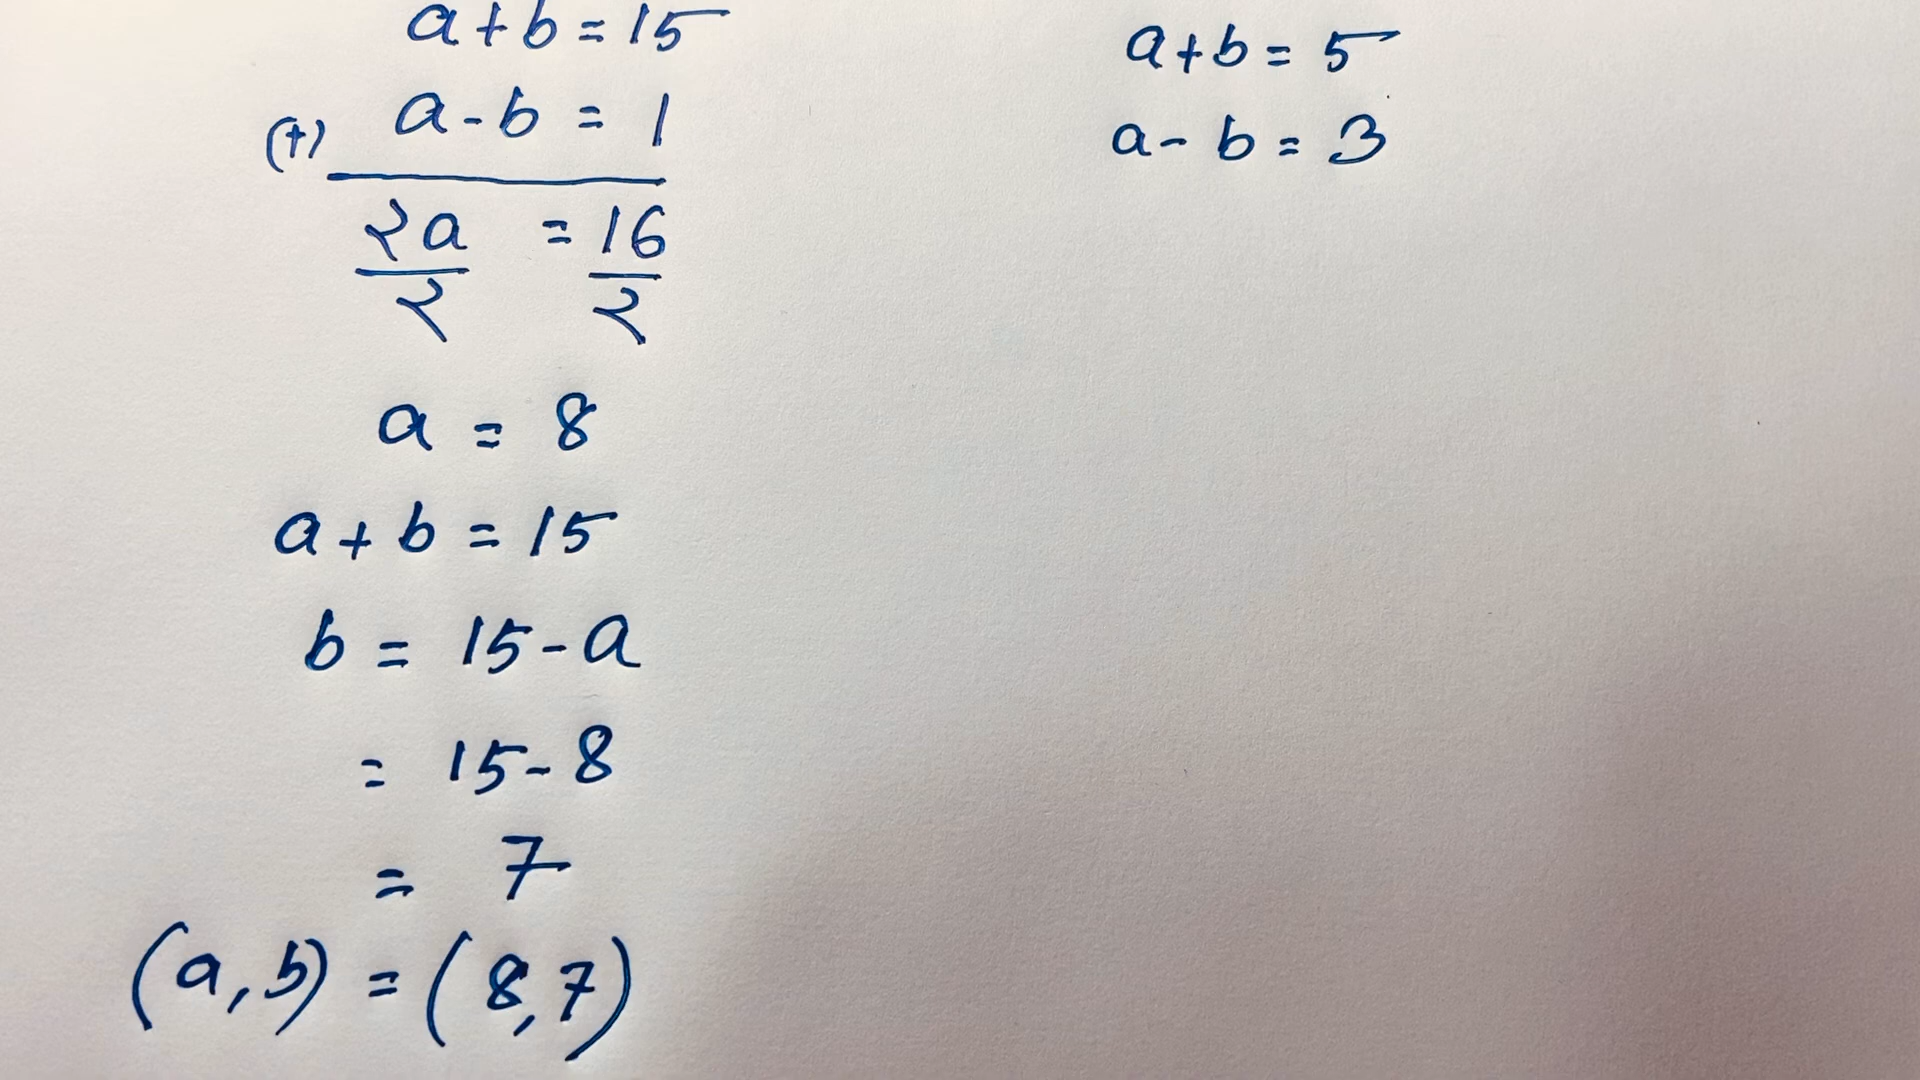 a+b=15
a-b=1
(+)
2a =16
2 2
a = 8
a+b=15
b = 15-a
= 15-8
= 7
(a,b)=(8,7)
a+b=5
a-b=3